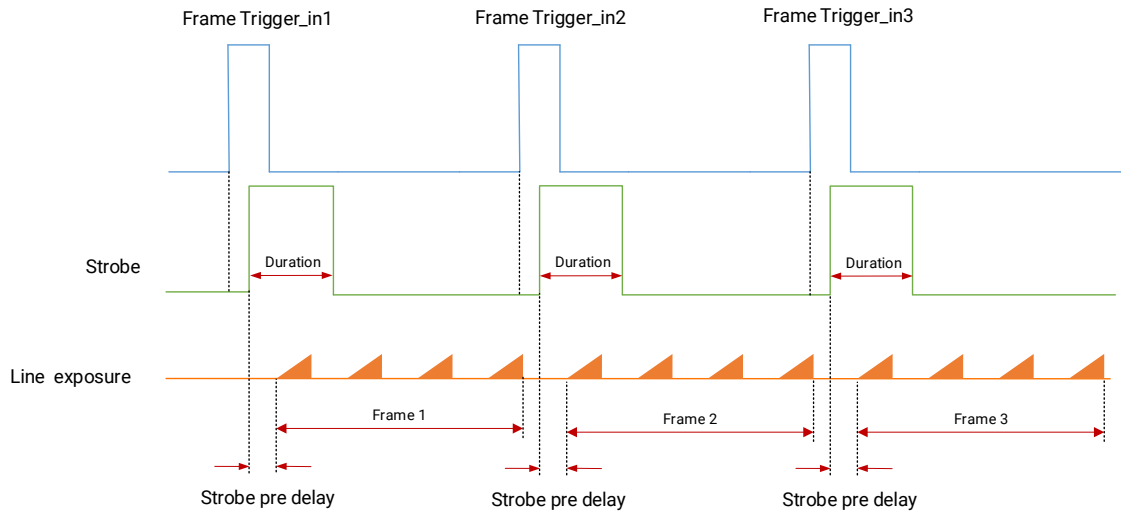 Frame Trigger_in1
Frame Trigger_in2
Frame Trigger_in3
Strobe
Duration
Duration
Duration
Line exposure
Frame 1
Frame 2
Frame 3
Strobe pre delay
Strobe pre delay
Strobe pre delay